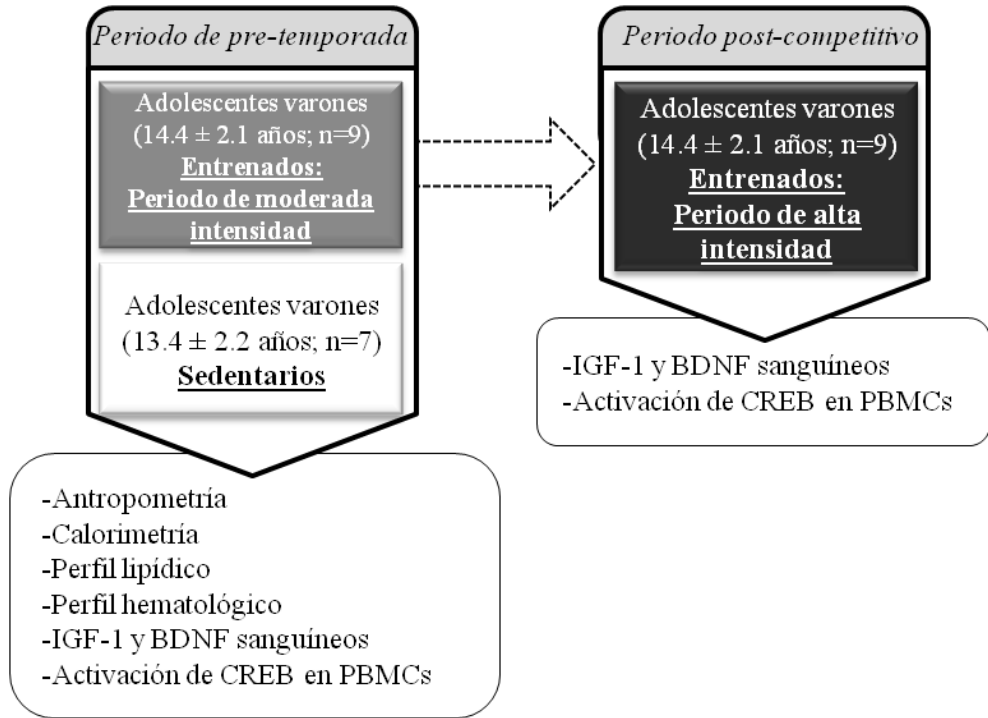 Periodo de pre-temporada
Adolescentes varones
(14.4 ± 2.1 años; n=9)
Entrenados:
Periodo de moderada
intensidad
Adolescentes varones
(13.4 ± 2.2 años; n=7)
Sedentarios
-Antropometría
-Calorimetría
-Perfil lipídico
-Perfil hematológico
-IGF-1 y BDNF sanguíneos
-Activación de CREB en PBMCs
Periodo post-competitivo
Adolescentes varones
(14.4 ± 2.1 años; n=9)
Entrenados:
Periodo de alta
intensidad
-IGF-1 y BDNF sanguíneos
-Activación de CREB en PBMCs